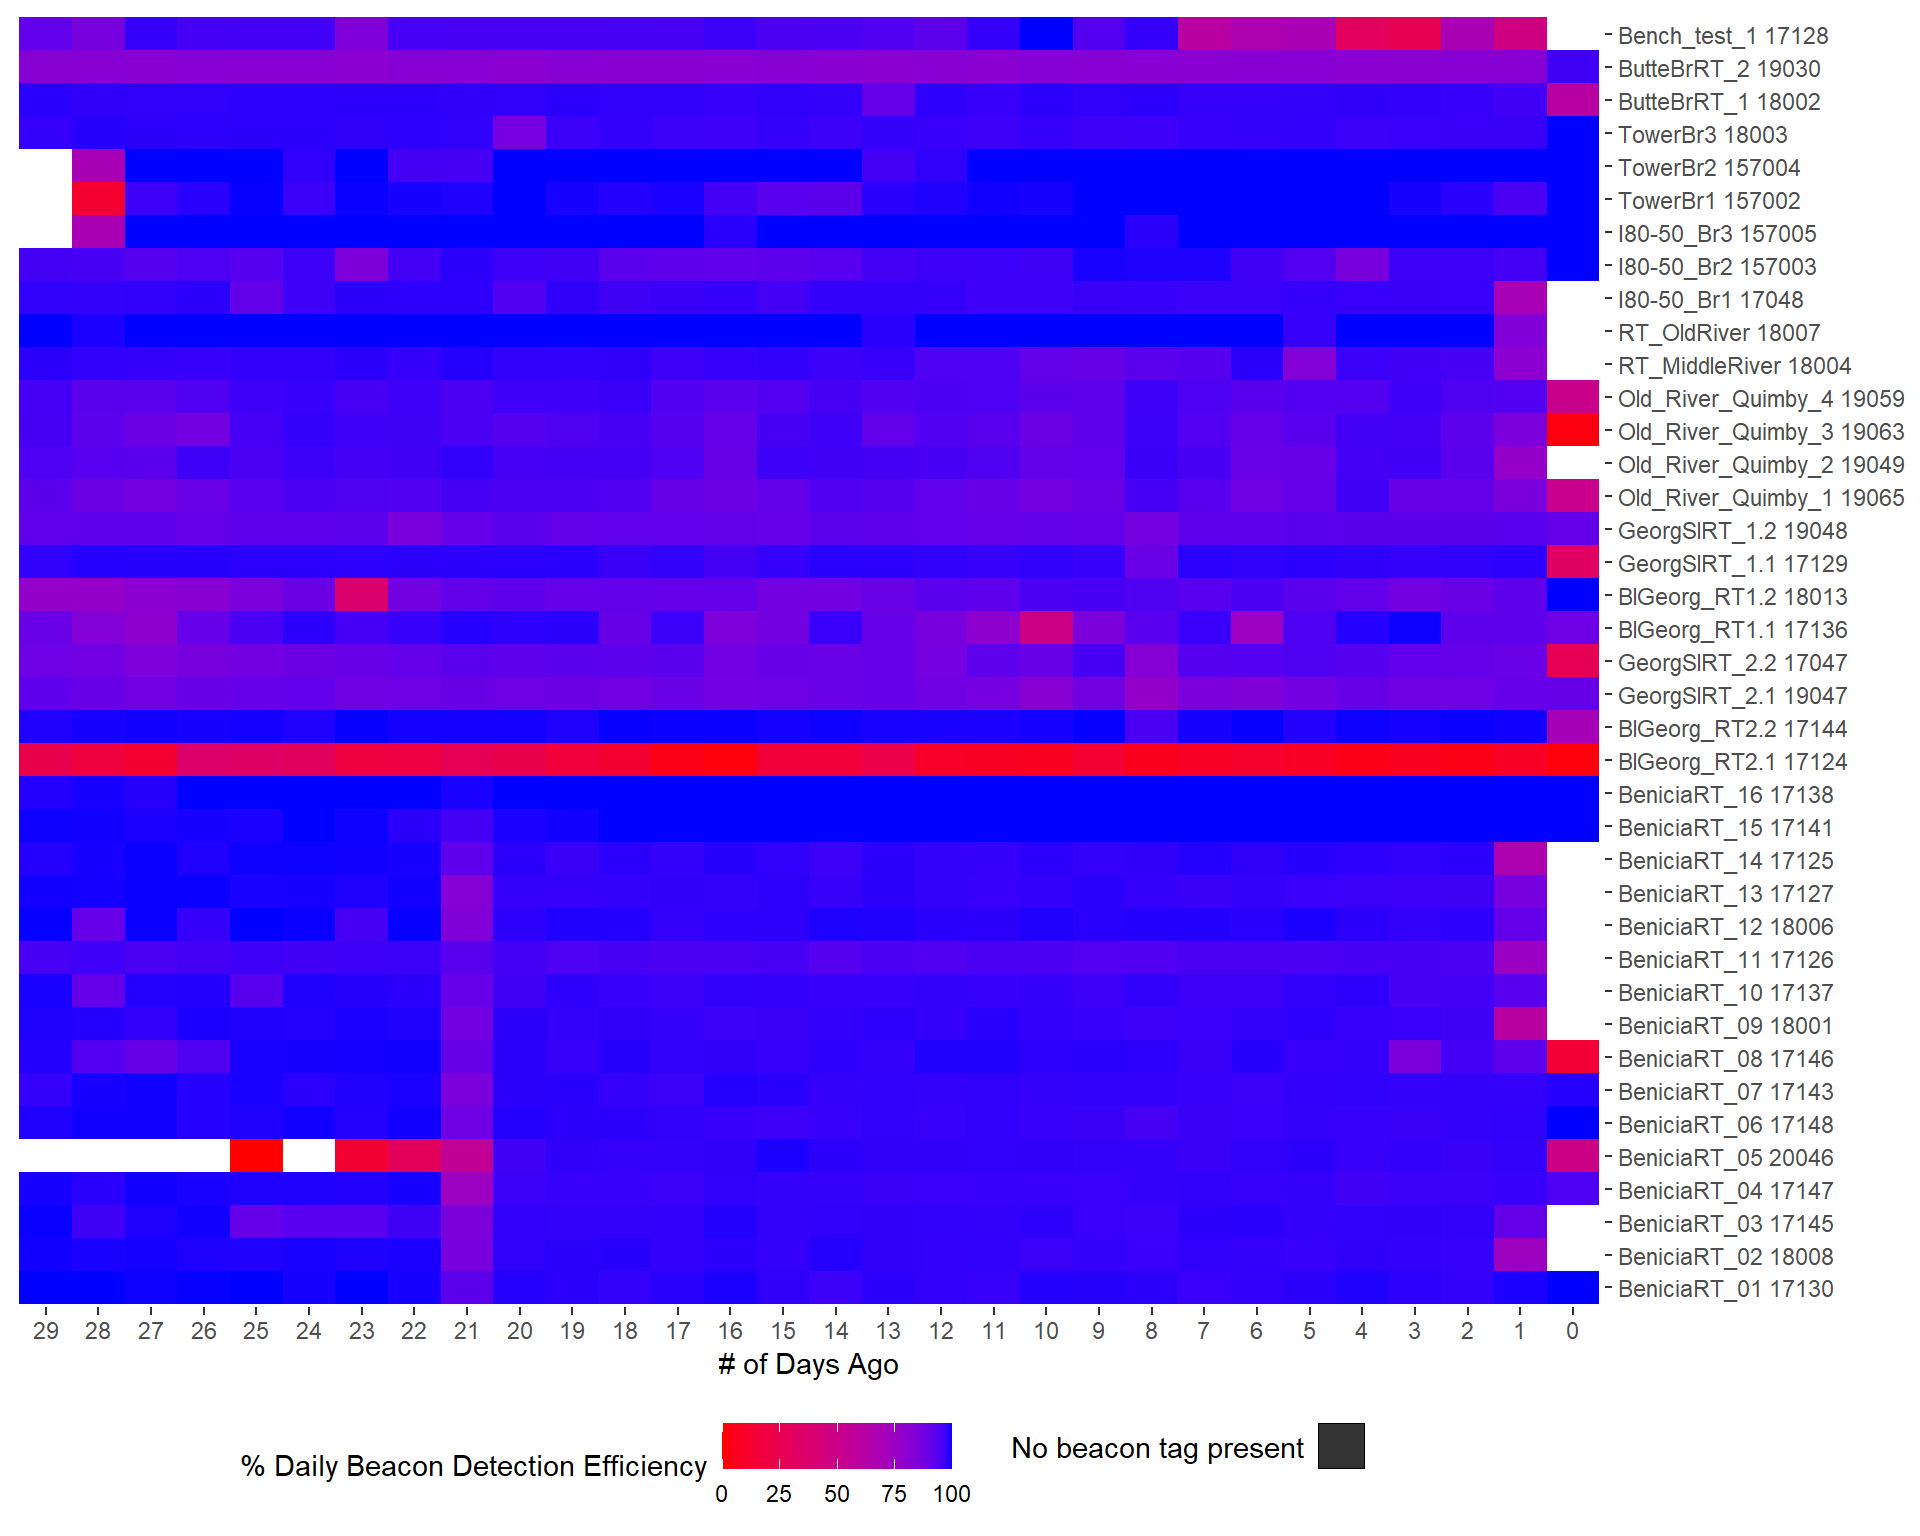 Bench_test_1 17128
ButteBrRT_2 19030
ButteBrRT_1 18002
TowerBr3 18003
TowerBr2 157004
TowerBr1 157002
I80-50_Br3 157005
I80-50_Br2 157003
I80-50_Br1 17048
RT_OldRiver 18007
RT_MiddleRiver 18004
Old_River_Quimby_4 19059
Old_River_Quimby_3 19063
Old_River_Quimby_2 19049
Old_River_Quimby_1 19065
GeorgSlRT_1.2 19048
GeorgSlRT_1.1 17129
BlGeorg_RT1.2 18013
BlGeorg_RT1.1 17136
GeorgSlRT_2.2 17047
GeorgSlRT_2.1 19047
BlGeorg_RT2.2 17144
BlGeorg_RT2.1 17124
BeniciaRT_16 17138
BeniciaRT_15 17141
BeniciaRT_14 17125
BeniciaRT_13 17127
BeniciaRT_12 18006
BeniciaRT_11 17126
BeniciaRT_10 17137
BeniciaRT_09 18001
BeniciaRT_08 17146
BeniciaRT_07 17143
BeniciaRT_06 17148
BeniciaRT_05 20046
BeniciaRT_04 17147
BeniciaRT_03 17145
BeniciaRT_02 18008
BeniciaRT_01 17130
29 28 27 26 25 24 23 22 21 20 19 18 17 16 15 14 13 12 11 10 9 8 7 6 5 4 3 2 1 0
# of Days Ago
% Daily Beacon Detection Efficiency
0 25 50 75 100
No beacon tag present